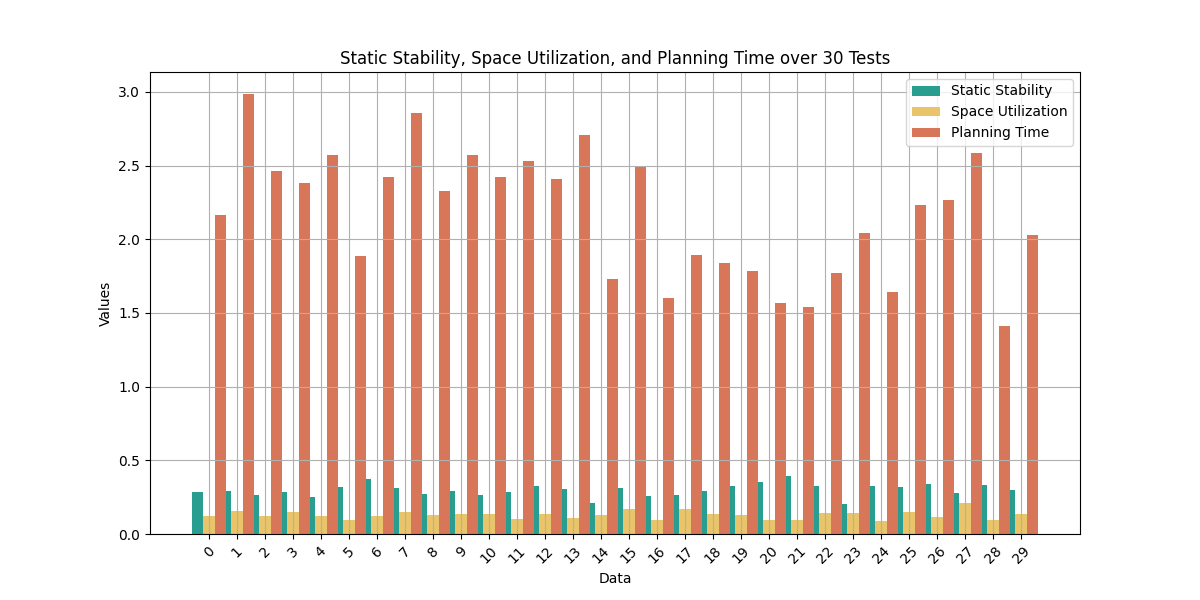 Static Stability, Space Utilization, and Planning Time over 30 Tests
Static Stability
Space Utilization
Planning Time
3.0
2.5
2.0
1.5
1.0
0.5
0.0
Values
0 1 2 3 4 5 6 7 8 9 10 11 12 13 14 15 16 17 18 19 20 21 22 23 24 25 26 27 28 29
Data